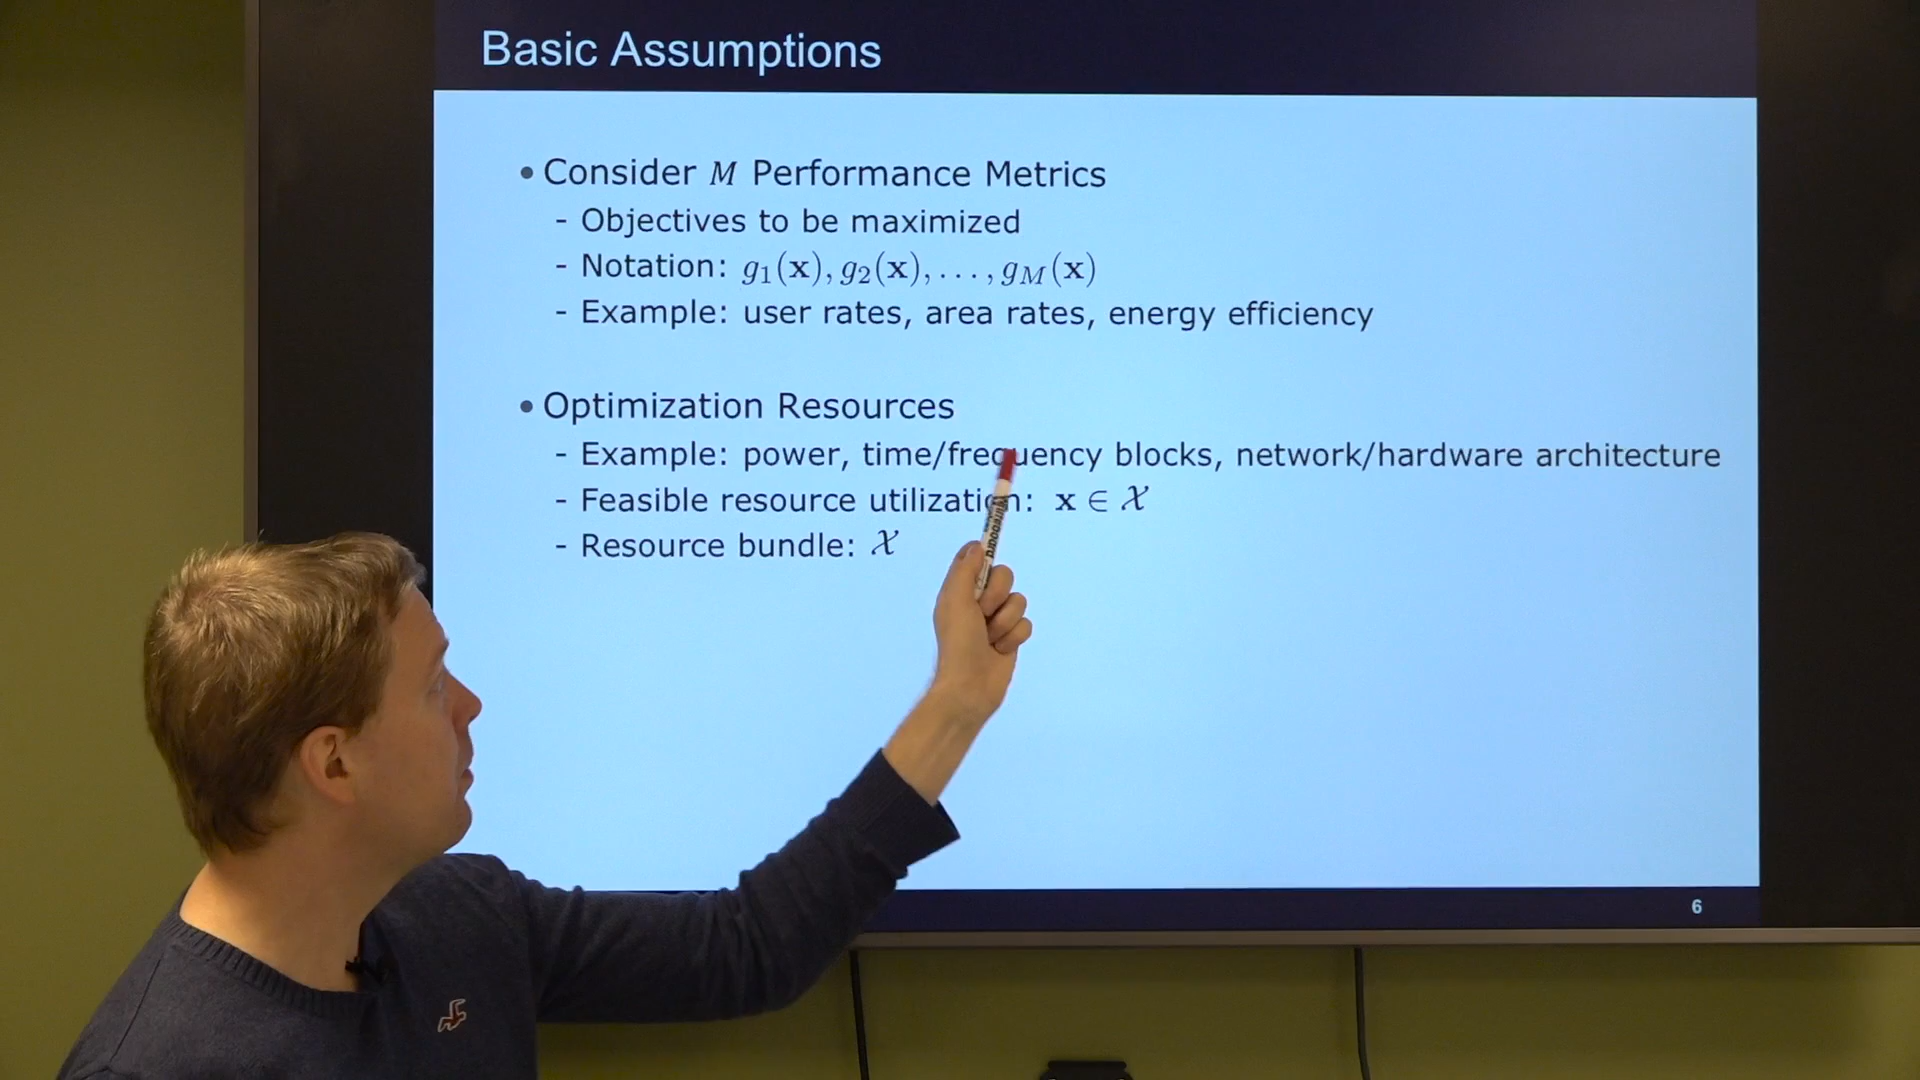 Basic Assumptions
• Consider M Performance Metrics
- Objectives to be maximized
- Notation: g₁(𝐱), g₂(𝐱), . . . , g_M(𝐱)
- Example: user rates, area rates, energy efficiency
• Optimization Resources
- Example: power, time/frequency blocks, network/hardware architecture
- Feasible resource utilization: 𝐱 ∈ 𝒳
- Resource bundle: 𝒳
6